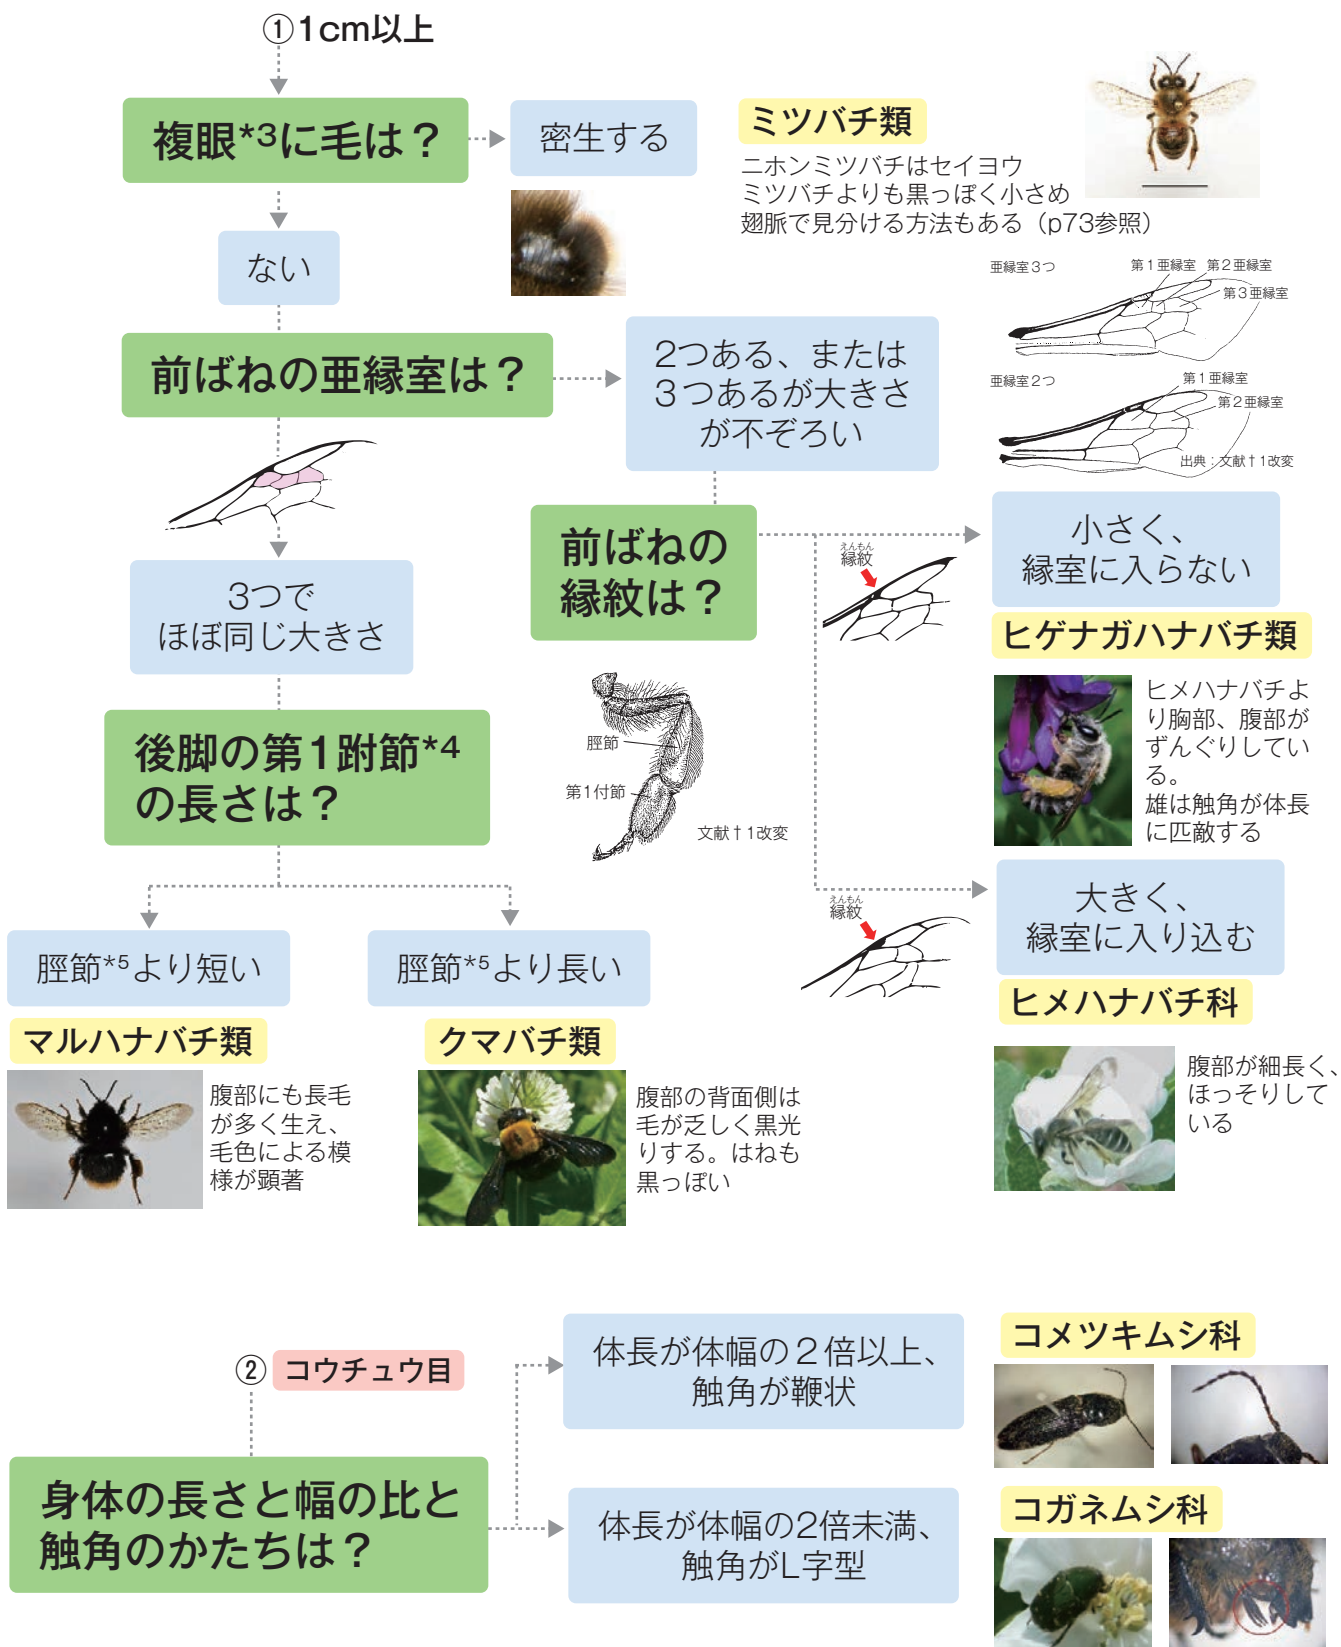 ①1cm以上
複眼*3に毛は？
密生する
ミツバチ類
ニホンミツバチはセイヨウ
ミツバチよりも黒っぽく小さめ
翅脈で見分ける方法もある（p73参照）
ない
亜縁室３つ
第１亜縁室
第２亜縁室
第３亜縁室
前ばねの亜縁室は？
2つある、または
３つあるが大きさ
が不ぞろい
亜縁室２つ
第１亜縁室
第２亜縁室
出典：文献†１改変
3つで
ほぼ同じ大きさ
前ばねの
縁紋は？
えんもん
縁紋
小さく、
縁室に入らない
ヒゲナガハナバチ類
ヒメハナバチよ
り胸部、腹部が
ずんぐりしてい
る。
雄は触角が体長
に匹敵する
後脚の第１跗節*4
の長さは？
脛節
第1付節
文献†１改変
えんもん
縁紋
大きく、
縁室に入り込む
ヒメハナバチ科
腹部が細長く、
ほっそりして
いる
脛節*5より短い
マルハナバチ類
腹部にも長毛
が多く生え、
毛色による模
様が顕著
脛節*5より長い
クマバチ類
腹部の背面側は
毛が乏しく黒光
りする。はねも
黒っぽい
②コウチュウ目
身体の長さと幅の比と
触角のかたちは？
体長が体幅の２倍以上、
触角が鞭状
コメツキムシ科
体長が体幅の2倍未満、
触角がL字型
コガネムシ科